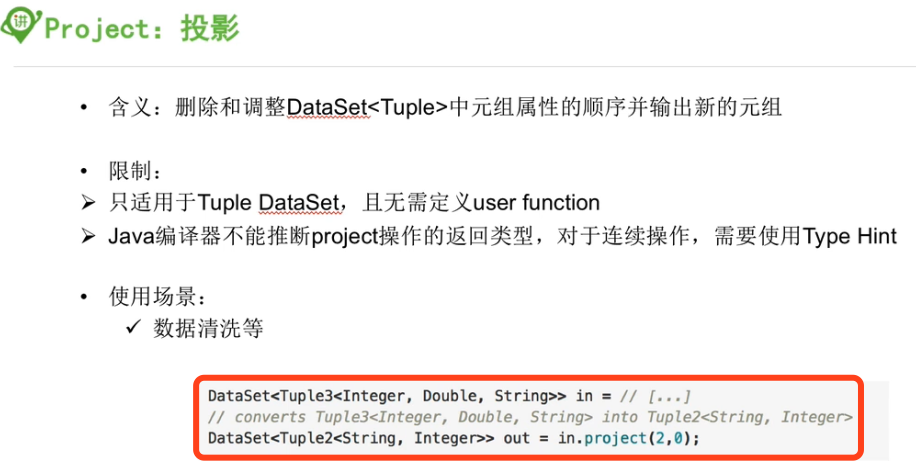 讲
Project：投影
• 含义：删除和调整DataSet<Tuple>中元组属性的顺序并输出新的元组
• 限制：
➢ 只适用于Tuple DataSet，且无需定义user function
➢ Java编译器不能推断project操作的返回类型，对于连续操作，需要使用Type Hint
• 使用场景：
✓ 数据清洗等
DataSet<Tuple3<Integer, Double, String>> in = // [...]
// converts Tuple3<Integer, Double, String> into Tuple2<String, Integer>
DataSet<Tuple2<String, Integer>> out = in.project(2,0);